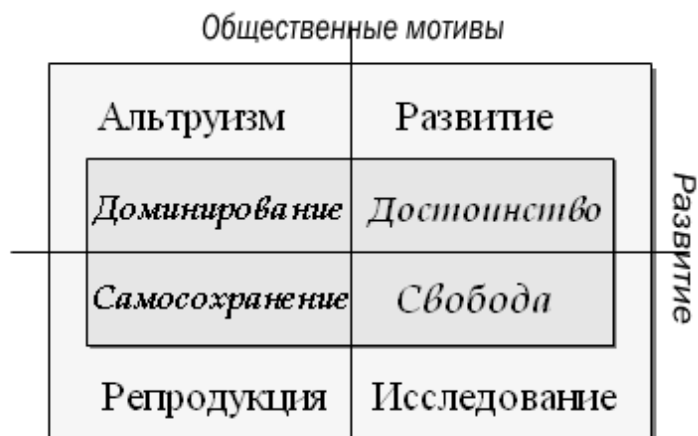 Общественные мотивы
Альтруизм Развитие
Доминирование Достоинство
Развитие
Самосохранение Свобода
Репродукция Исследование